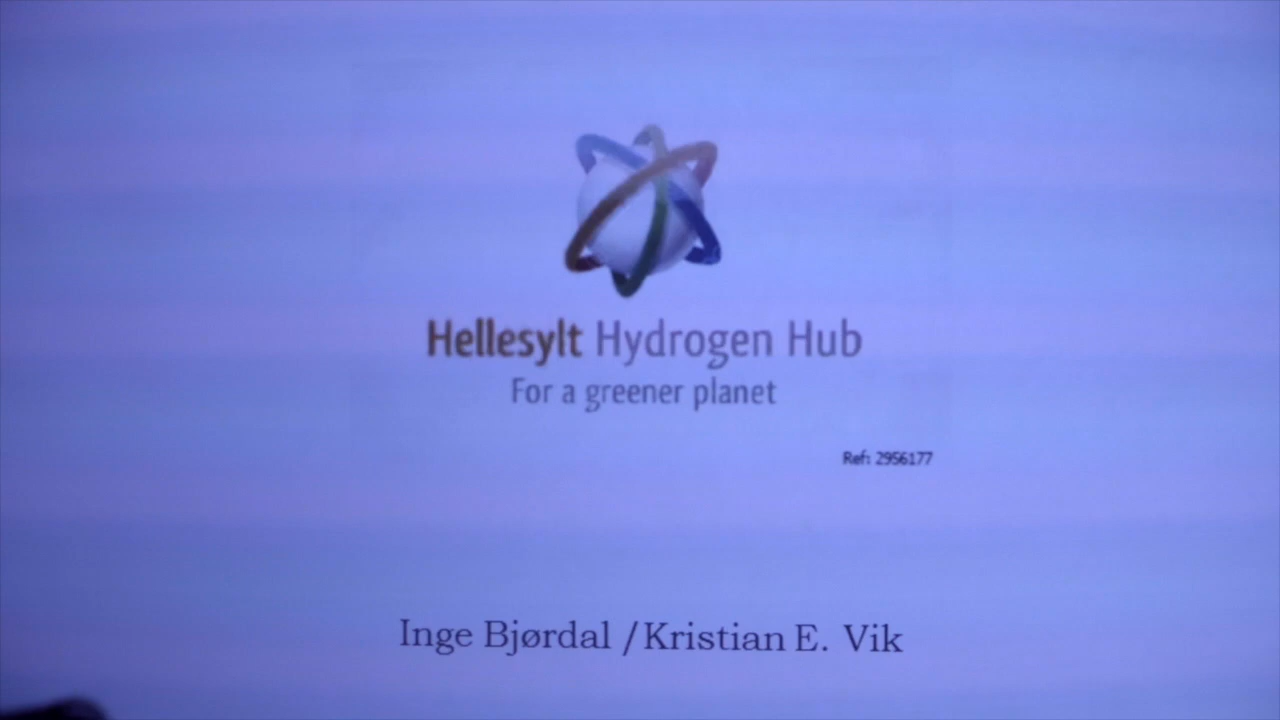 Hellesylt Hydrogen Hub
For a greener planet
Ref: 2956177
Inge Bjørdal /Kristian E. Vik